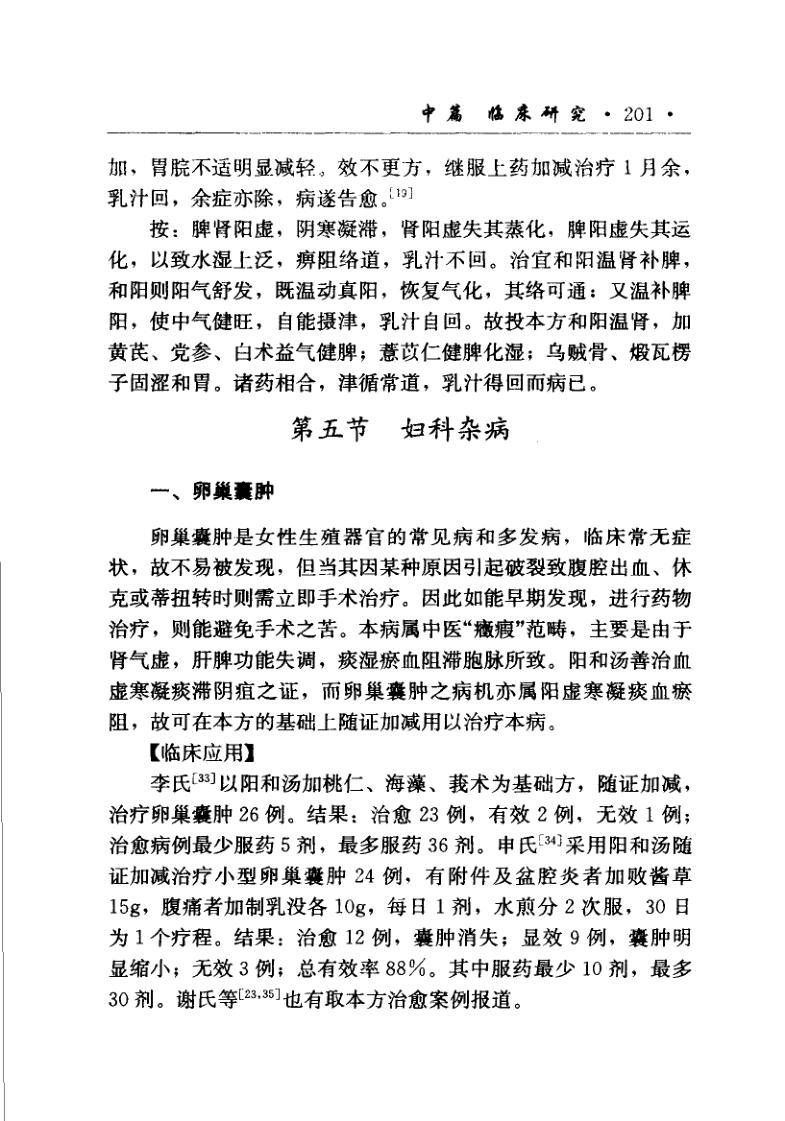 中篇 临床研究 · 201 ·
加，胃脘不适明显减轻。效不更方，继服上药加减治疗 1 月余，
乳汁回，余症亦除，病遂告愈。[19]
按：脾肾阳虚，阴寒凝滞，肾阳虚失其蒸化，脾阳虚失其运
化，以致水湿上泛，痹阻络道，乳汁不回。治宜和阳温肾补脾，
和阳则阳气舒发，既温动真阳，恢复气化，其络可通：又温补脾
阳，使中气健旺，自能摄津，乳汁自回。故投本方和阳温肾，加
黄芪、党参、白术益气健脾；薏苡仁健脾化湿；乌贼骨、煅瓦楞
子固涩和胃。诸药相合，津循常道，乳汁得回而病已。
第五节 妇科杂病
一、卵巢囊肿
卵巢囊肿是女性生殖器官的常见病和多发病，临床常无症
状，故不易被发现，但当其因某种原因引起破裂致腹腔出血、休
克或蒂扭转时则需立即手术治疗。因此如能早期发现，进行药物
治疗，则能避免手术之苦。本病属中医“癥瘕”范畴，主要是由于
肾气虚，肝脾功能失调，痰湿瘀血阻滞胞脉所致。阳和汤善治血
虚寒凝痰滞阴疽之证，而卵巢囊肿之病机亦属阳虚寒凝痰血瘀
阻，故可在本方的基础上随证加减用以治疗本病。
【临床应用】
李氏[33]以阳和汤加桃仁、海藻、莪术为基础方，随证加减，
治疗卵巢囊肿 26 例。结果：治愈 23 例，有效 2 例，无效 1 例；
治愈病例最少服药 5 剂，最多服药 36 剂。申氏[34]采用阳和汤随
证加减治疗小型卵巢囊肿 24 例，有附件及盆腔炎者加败酱草
15g，腹痛者加制乳没各 10g，每日 1 剂，水煎分 2 次服，30 日
为 1 个疗程。结果：治愈 12 例，囊肿消失；显效 9 例，囊肿明
显缩小；无效 3 例；总有效率 88%。其中服药最少 10 剂，最多
30 剂。谢氏等[23,35]也有取本方治愈案例报道。